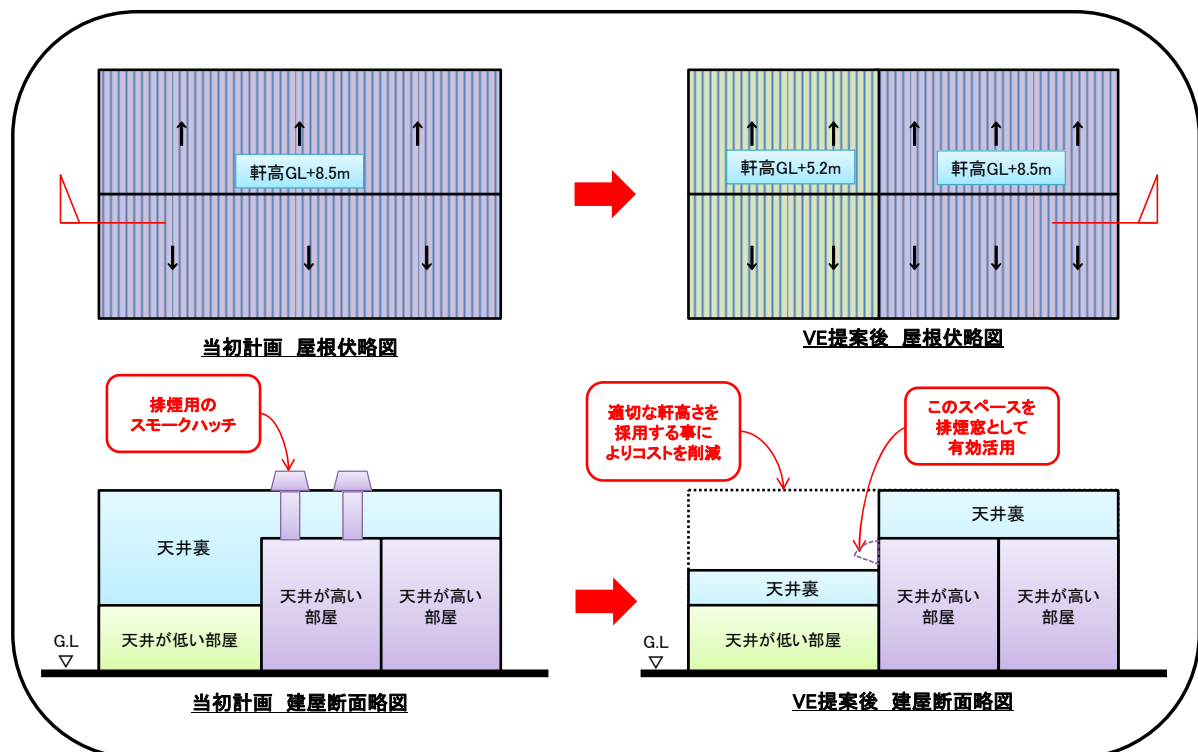 軒高GL+8.5m
当初計画 屋根伏略図
軒高GL+5.2m
軒高GL+8.5m
VE提案後 屋根伏略図
排煙用の
スモークハッチ
天井裏
天井が高い
部屋
天井が高い
部屋
天井が低い部屋
G.L
▽
当初計画 建屋断面略図
適切な軒高さを
採用する事に
よりコストを削減
このスペースを
排煙窓として
有効活用
天井裏
天井裏
天井が高い
部屋
天井が高い
部屋
天井が低い部屋
G.L
▽
VE提案後 建屋断面略図